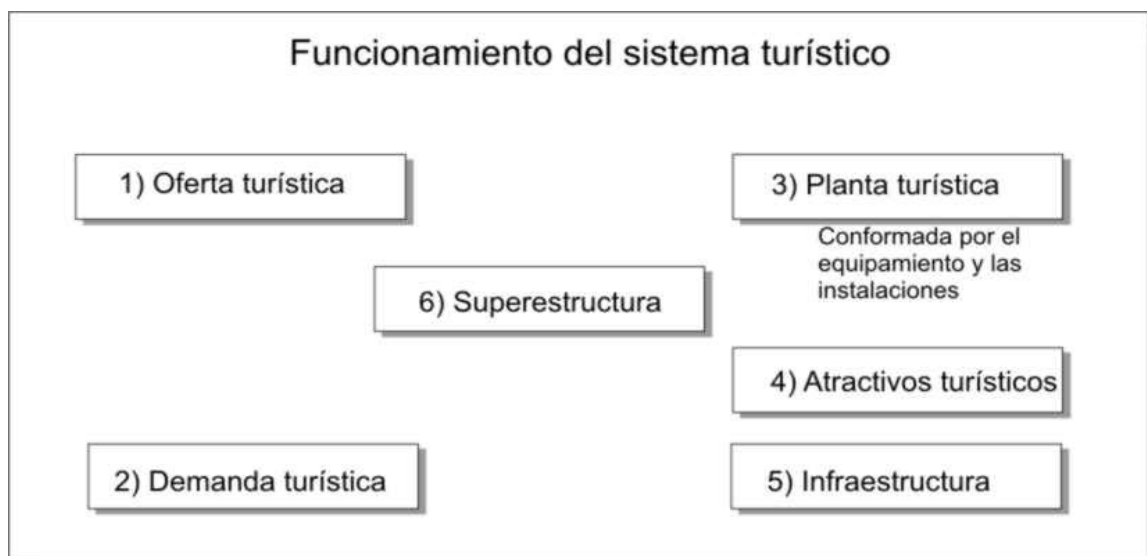 Funcionamiento del sistema turístico
1) Oferta turística
3) Planta turística
Conformada por el
equipamiento y las
instalaciones
6) Superestructura
4) Atractivos turísticos
2) Demanda turística
5) Infraestructura